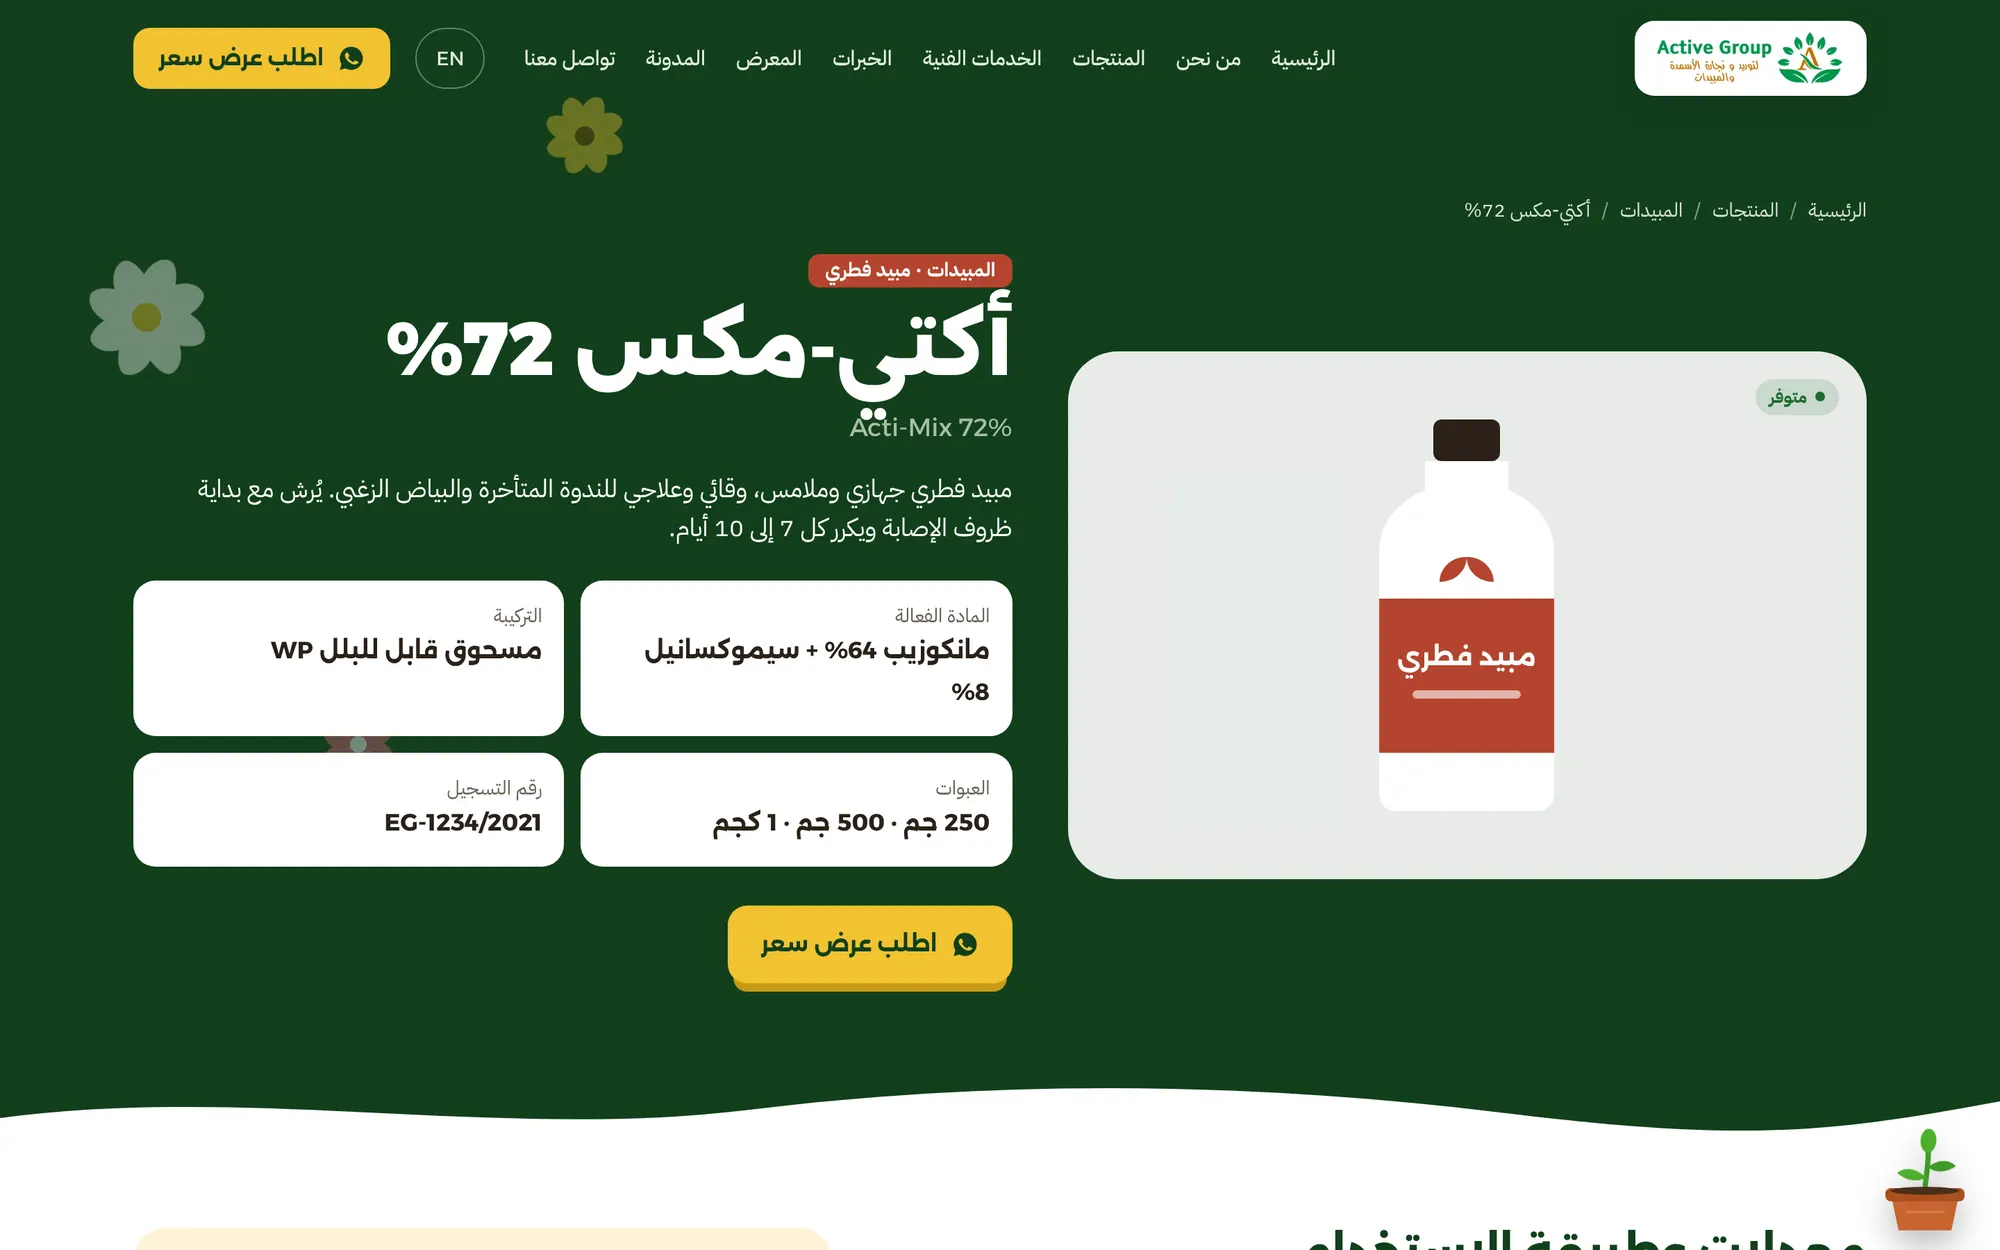 Active Group
لتوريد و تجارة الأسمدة
والمبيدات
الرئيسية
من نحن
المنتجات
الخدمات الفنية
الخبرات
المعرض
المدونة
تواصل معنا
EN
اطلب عرض سعر
الرئيسية / المنتجات / المبيدات / أكتي-مكس 72%
المبيدات · مبيد فطري
أكتي-مكس 72%
Acti-Mix 72%
مبيد فطري جهازي وملامس، وقائي وعلاجي للندوة المتأخرة والبياض الزغبي. يُرش مع بداية
ظروف الإصابة ويكرر كل 7 إلى 10 أيام.
متوفر
مبيد فطري
المادة الفعالة
مانكوزيب 64% + سيموكسانيل
8%
التركيبة
مسحوق قابل للبلل WP
العبوات
250 جم · 500 جم · 1 كجم
رقم التسجيل
EG-1234/2021
اطلب عرض سعر
معدلات وطريقة الاستخدام